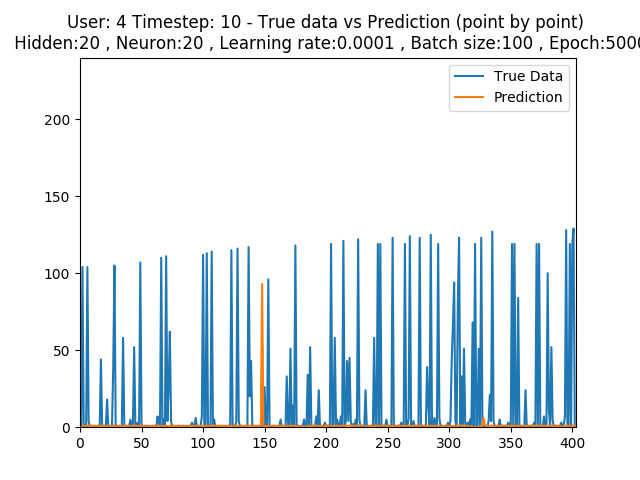 User: 4 Timestep: 10 - True data vs Prediction (point by point)
Hidden:20 , Neuron:20 , Learning rate:0.0001 , Batch size:100 , Epoch:5000
True Data
Prediction
200
150
100
50
0
0 50 100 150 200 250 300 350 400